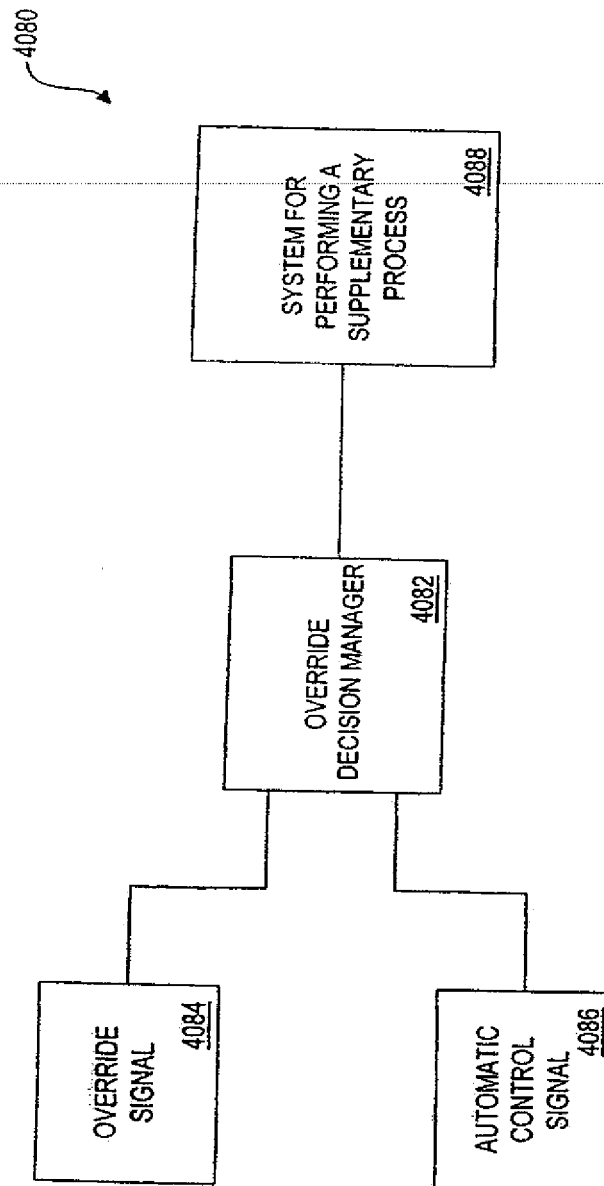 4080
OVERRIDE
SIGNAL
4084
AUTOMATIC
CONTROL
SIGNAL
4086
OVERRIDE
DECISION MANAGER
4082
SYSTEM FOR
PERFORMING A
SUPPLEMENTARY
PROCESS
4088